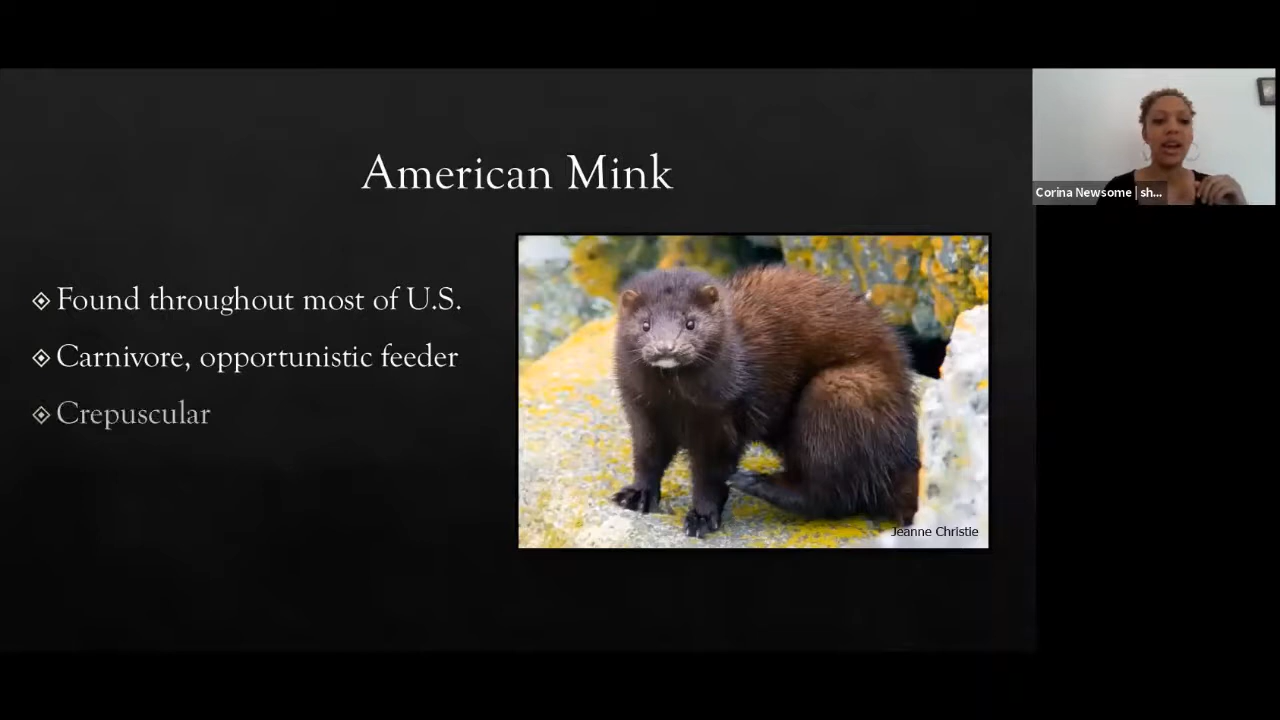 American Mink
Found throughout most of U.S.
Carnivore, opportunistic feeder
Crepuscular
Jeanne Christie
Corina Newsome | sh...